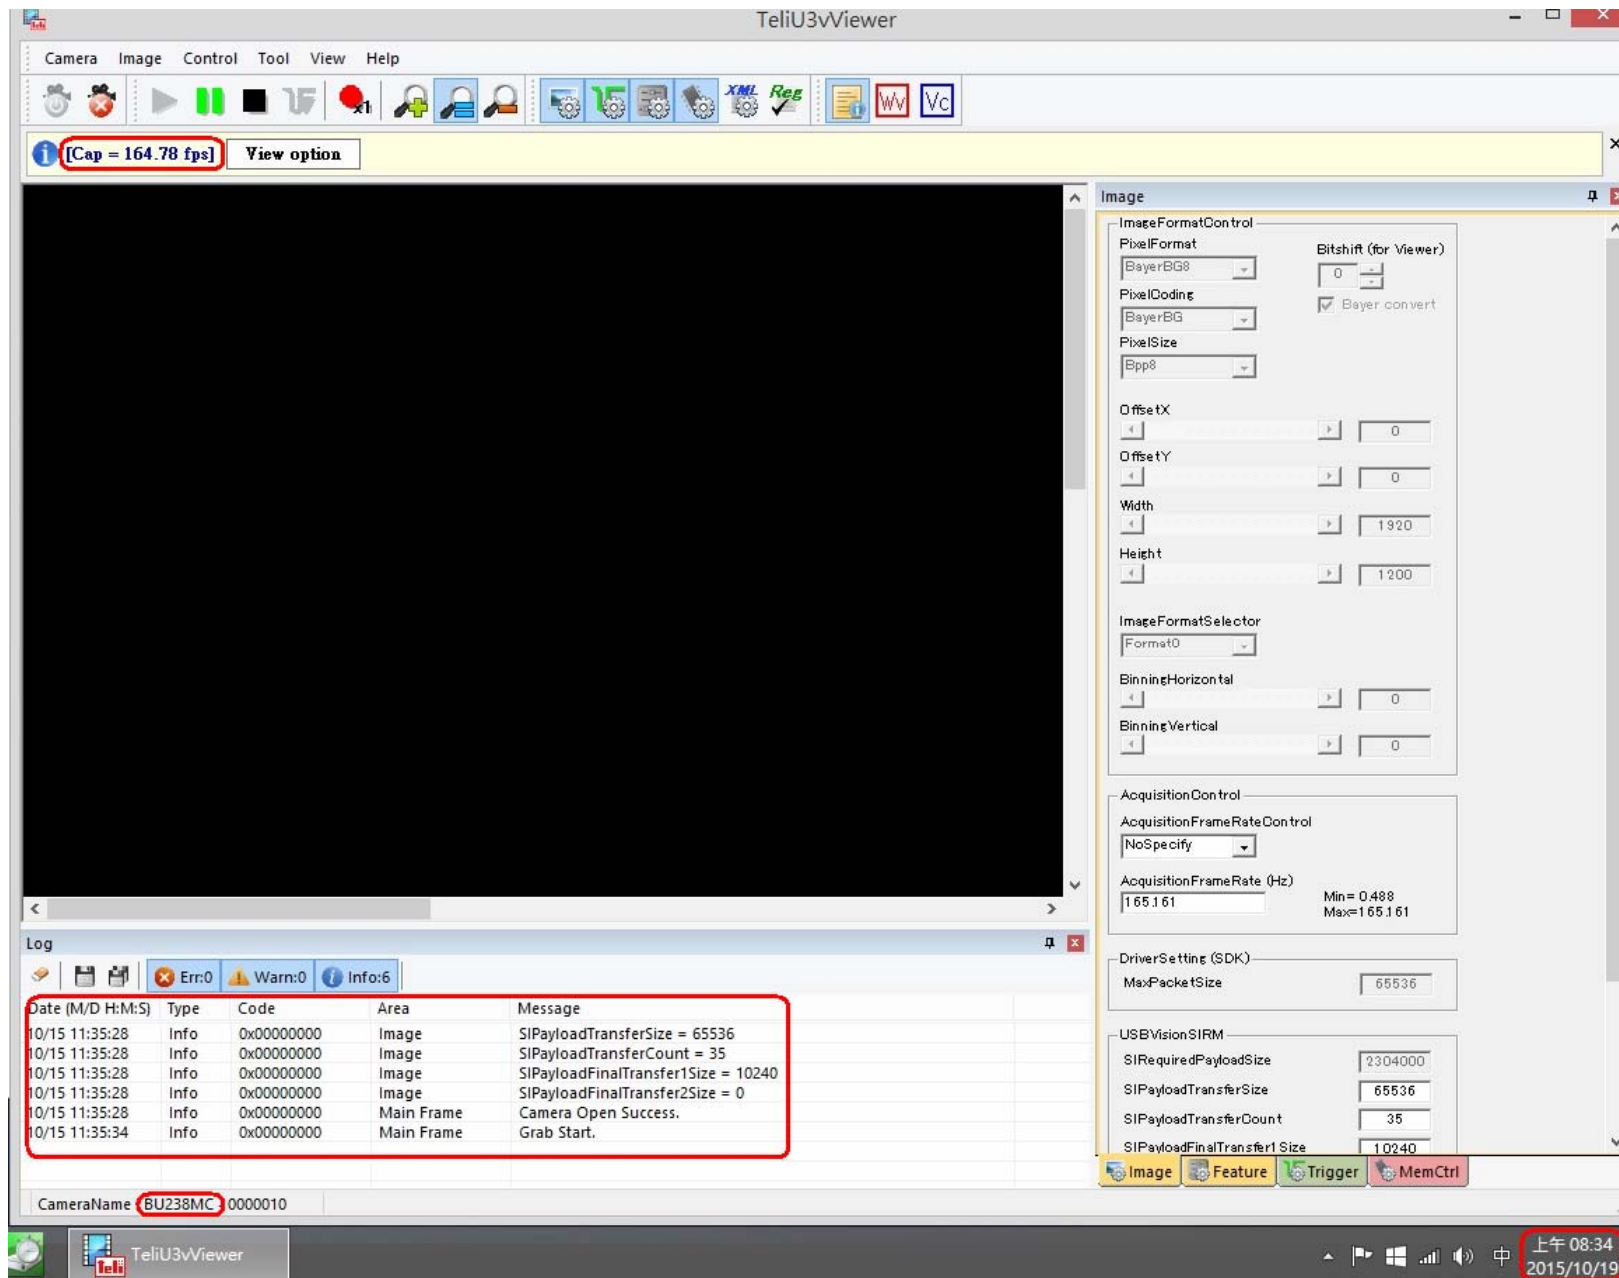 TeliU3vViewer
Camera Image Control Tool View Help
x1 XML Reg Wv Vc
[Cap = 164.78 fps] View option
Image
ImageFormatControl
PixelFormat
Bitshift (for Viewer)
BayerBG8
0
PixelCoding
Bayer convert
BayerBG
PixelSize
Bpp8
OffsetX
0
OffsetY
0
Width
1920
Height
1200
ImageFormatSelector
Format0
BinningHorizontal
0
BinningVertical
0
AcquisitionControl
AcquisitionFrameRateControl
NoSpecify
AcquisitionFrameRate (Hz)
165.161
Min= 0.488
Max=165.161
DriverSetting (SDK)
MaxPacketSize 65536
USBVisionSIRM
SIRequiredPayloadSize 2304000
SIPayloadTransferSize 65536
SIPayloadTransferCount 35
SIPayloadFinalTransfer1Size 10240
Image Feature Trigger MemCtrl
Log
Err:0 Warn:0 Info:6
Date (M/D H:M:S) Type Code Area Message
10/15 11:35:28 Info 0x00000000 Image SIPayloadTransferSize = 65536
10/15 11:35:28 Info 0x00000000 Image SIPayloadTransferCount = 35
10/15 11:35:28 Info 0x00000000 Image SIPayloadFinalTransfer1Size = 10240
10/15 11:35:28 Info 0x00000000 Image SIPayloadFinalTransfer2Size = 0
10/15 11:35:28 Info 0x00000000 Main Frame Camera Open Success.
10/15 11:35:34 Info 0x00000000 Main Frame Grab Start.
CameraName BU238MC 0000010
Teli TeliU3vViewer
中
上午 08:34
2015/10/19